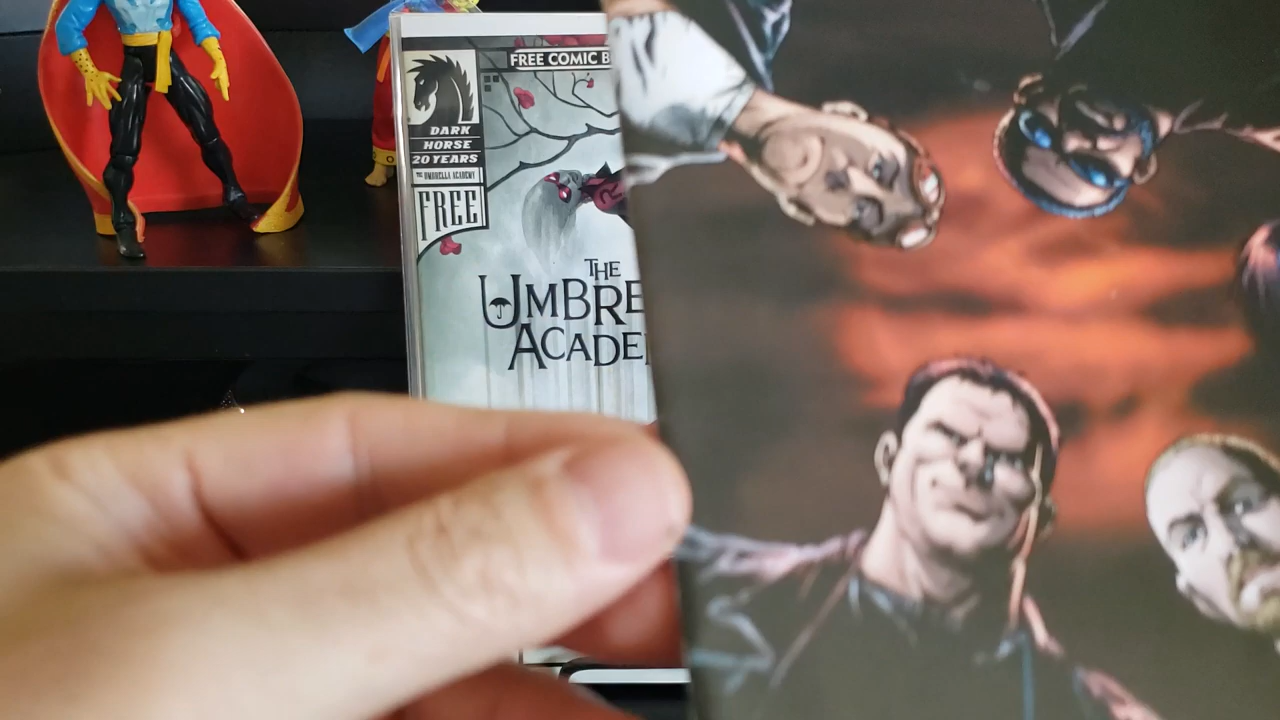 FREE COMIC B
DARK
HORSE
20 YEARS
THE UMBRELLA ACADEMY
FREE
THE
UMBRE
ACADE